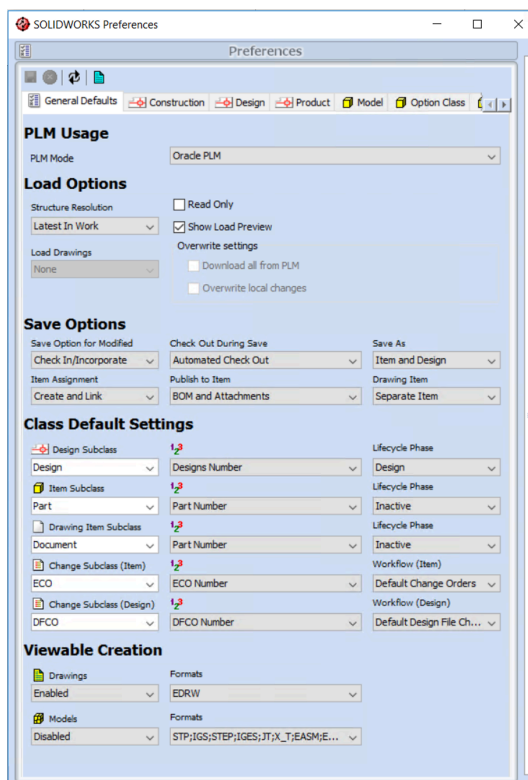 SOLIDWORKS Preferences
Preferences
General Defaults Construction Design Product Model Option Class
PLM Usage
PLM Mode Oracle PLM
Load Options
Structure Resolution Read Only
Latest In Work Show Load Preview
Load Drawings Overwrite settings
None Download all from PLM
Overwrite local changes
Save Options
Save Option for Modified Check Out During Save Save As
Check In/Incorporate Automated Check Out Item and Design
Item Assignment Publish to Item Drawing Item
Create and Link BOM and Attachments Separate Item
Class Default Settings
Design Subclass 123 Lifecycle Phase
Design Designs Number Design
Item Subclass 123 Lifecycle Phase
Part Part Number Inactive
Drawing Item Subclass 123 Lifecycle Phase
Document Part Number Inactive
Change Subclass (Item) 123 Workflow (Item)
ECO ECO Number Default Change Orders
Change Subclass (Design) 123 Workflow (Design)
DFCO DFCO Number Default Design File Ch...
Viewable Creation
Drawings Formats
Enabled EDRW
Models Formats
Disabled STP;IGS;STEP;IGES;JT;X_T;EASM;E...